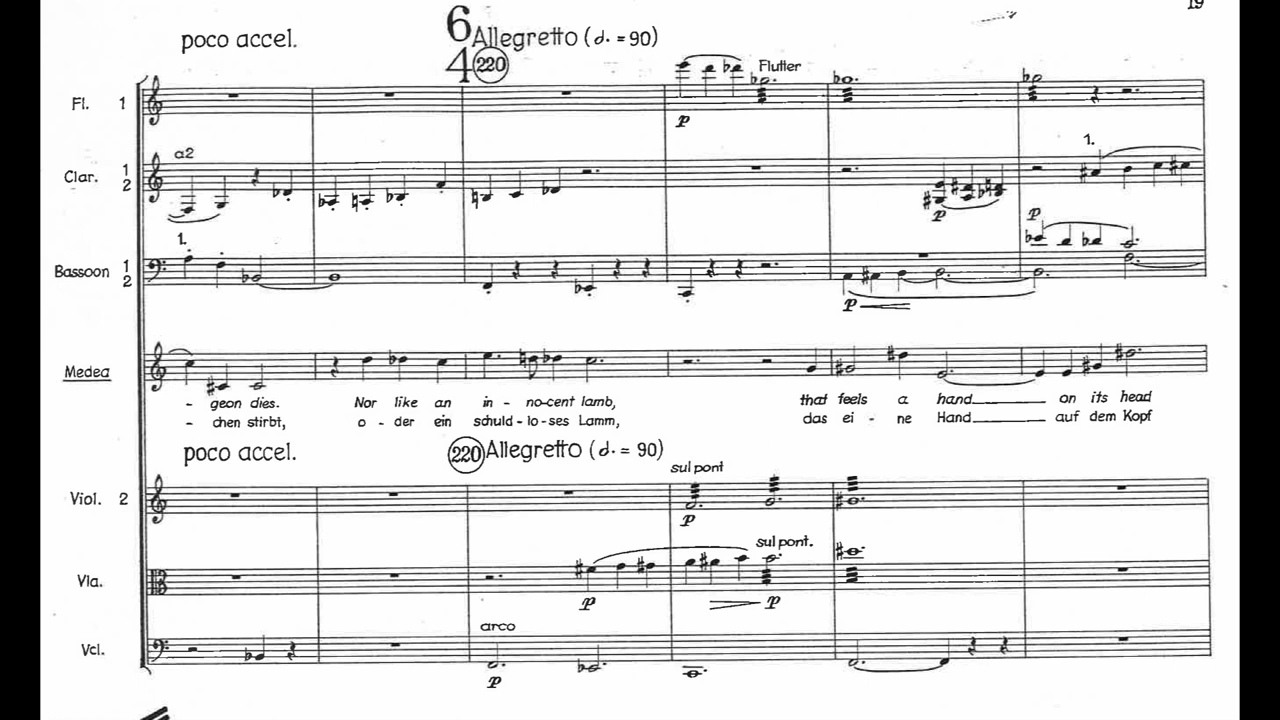 19
poco accel.
6
4
Allegretto (𝅗𝅥. = 90)
220
Flutter
Fl. 1
p
a2
1.
Clar. 1
2
p
p
1.
Bassoon 1
2
p
Medea
- geon dies. Nor like an in - no-cent lamb, that feels a hand on its head
- chen stirbt, o - der ein schuld-lo-ses Lamm, das ei - ne Hand auf dem Kopf
poco accel.
220 Allegretto (𝅗𝅥. = 90)
sul pont
Viol. 2
p
sul pont.
Vla.
p
p
arco
Vcl.
p